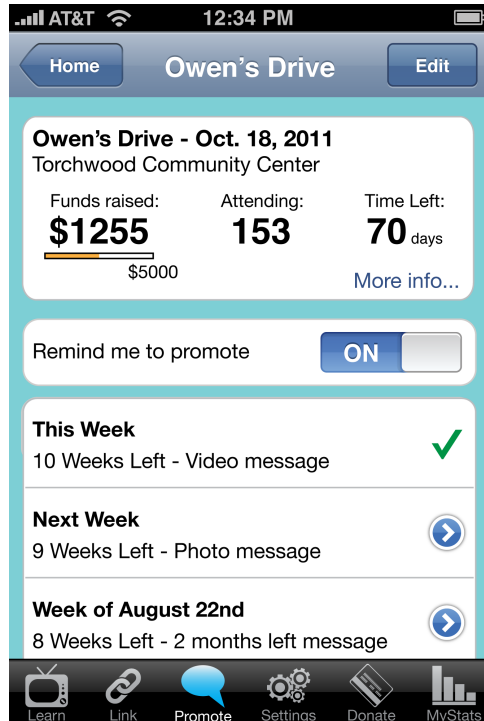 AT&T 12:34 PM
Home Owen's Drive Edit
Owen's Drive - Oct. 18, 2011
Torchwood Community Center
Funds raised: Attending: Time Left:
$1255 153 70 days
$5000
More info...
Remind me to promote ON
This Week
10 Weeks Left - Video message
Next Week
9 Weeks Left - Photo message
Week of August 22nd
8 Weeks Left - 2 months left message
Learn Link Promote Settings Donate MyStats